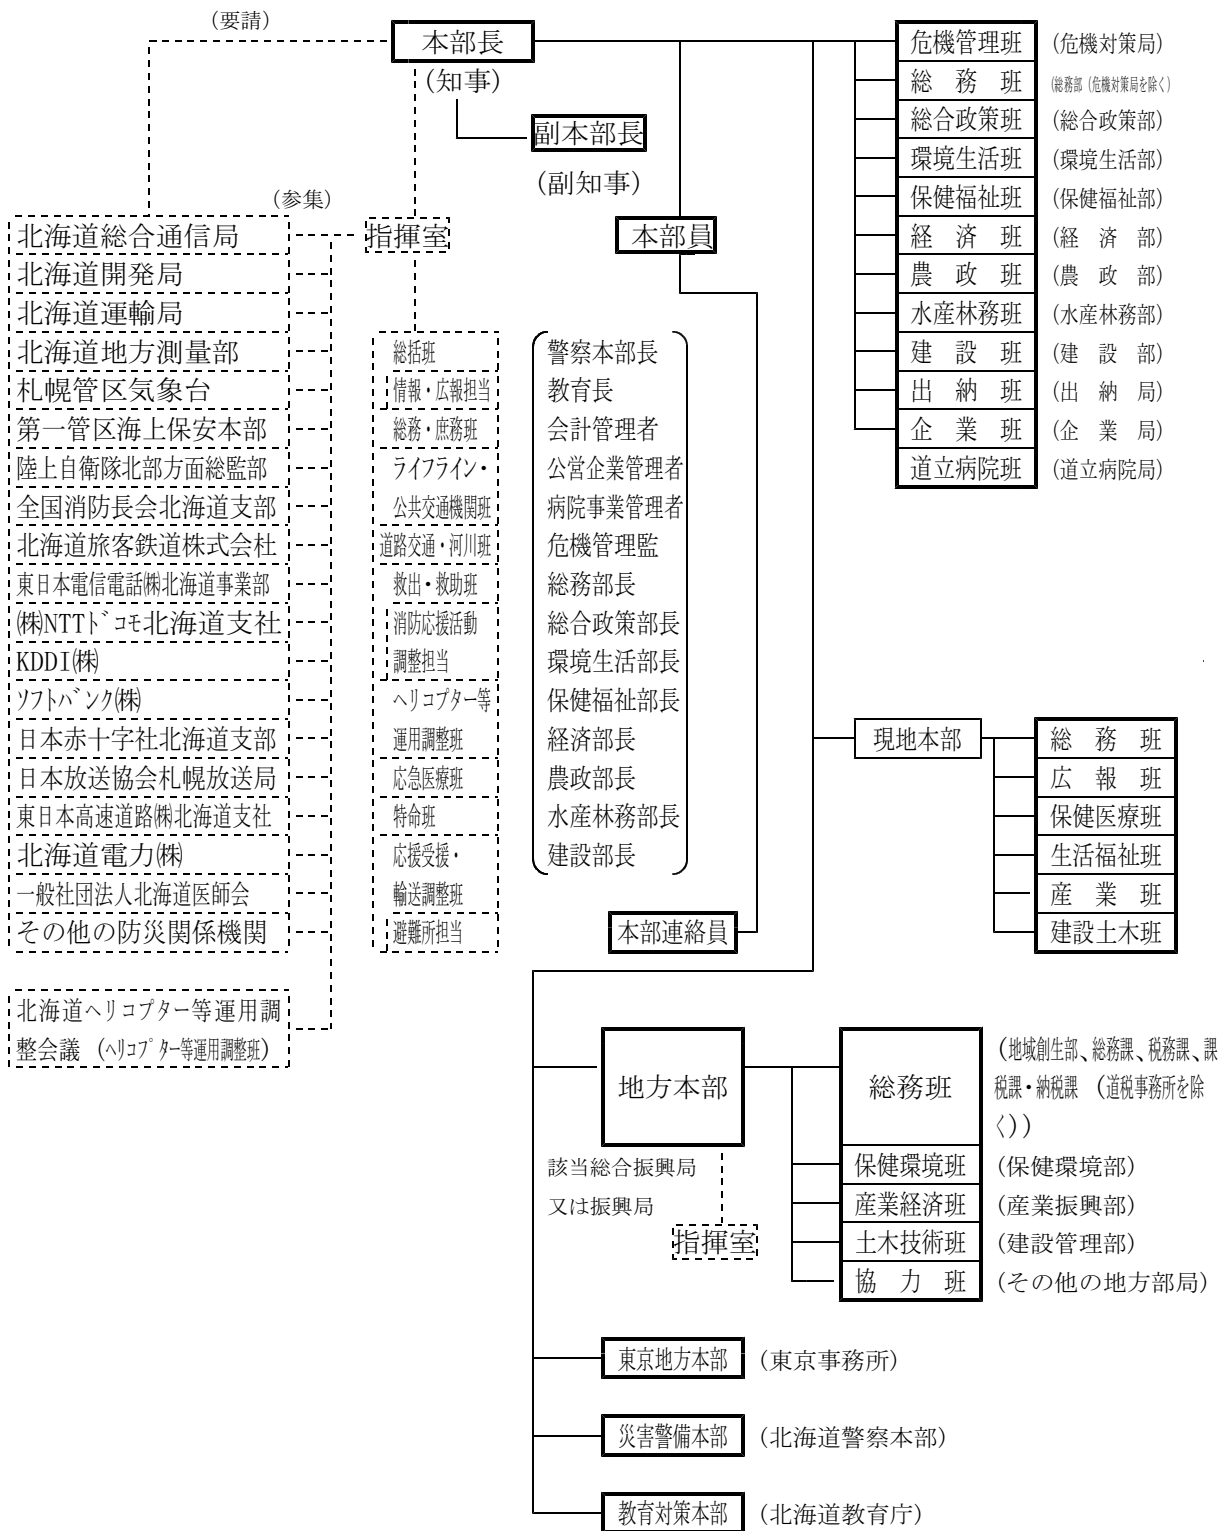 (要請)
本部長
(知事)
副本部長
(副知事)
(参集)
指揮室
本部員
危機管理班 (危機対策局)
総 務 班 (総務部(危機対策局を除く)
総合政策班 (総合政策部)
環境生活班 (環境生活部)
保健福祉班 (保健福祉部)
経 済 班 (経 済 部)
農 政 班 (農 政 部)
水産林務班 (水産林務部)
建 設 班 (建 設 部)
出 納 班 (出 納 局)
企 業 班 (企 業 局)
道立病院班 (道立病院局)
北海道総合通信局
北海道開発局
北海道運輸局
北海道地方測量部
札幌管区気象台
第一管区海上保安本部
陸上自衛隊北部方面総監部
全国消防長会北海道支部
北海道旅客鉄道株式会社
東日本電信電話㈱北海道事業部
㈱NTTドコモ北海道支社
KDDI㈱
ソフトバンク㈱
日本赤十字社北海道支部
日本放送協会札幌放送局
東日本高速道路㈱北海道支社
北海道電力㈱
一般社団法人北海道医師会
その他の防災関係機関
北海道ヘリコプター等運用調
整会議 (ヘリコプター等運用調整班)
総括班
情報・広報担当
総務・庶務班
ライフライン・
公共交通機関班
道路交通・河川班
救出・救助班
消防応援活動
調整担当
ヘリコプター等
運用調整班
応急医療班
特命班
応援受援・
輸送調整班
避難所担当
警察本部長
教育長
会計管理者
公営企業管理者
病院事業管理者
危機管理監
総務部長
総合政策部長
環境生活部長
保健福祉部長
経済部長
農政部長
水産林務部長
建設部長
本部連絡員
現地本部
総 務 班
広 報 班
保健医療班
生活福祉班
産 業 班
建設土木班
地方本部
該当総合振興局
又は振興局
指揮室
総務班
(地域創生部、総務課、税務課、課
税課・納税課 (道税事務所を除
く))
保健環境班 (保健環境部)
産業経済班 (産業振興部)
土木技術班 (建設管理部)
協 力 班 (その他の地方部局)
東京地方本部 (東京事務所)
災害警備本部 (北海道警察本部)
教育対策本部 (北海道教育庁)